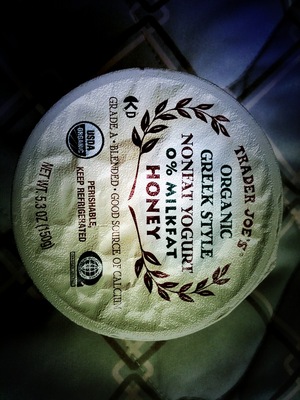 TRADER JOE'S®
ORGANIC
GREEK STYLE
NONFAT YOGURT
0% MILKFAT
HONEY
KD
GRADE A • BLENDED • GOOD SOURCE OF CALCIUM
USDA
ORGANIC
PERISHABLE,
KEEP REFRIGERATED
NET WT. 5.3 OZ (150g)